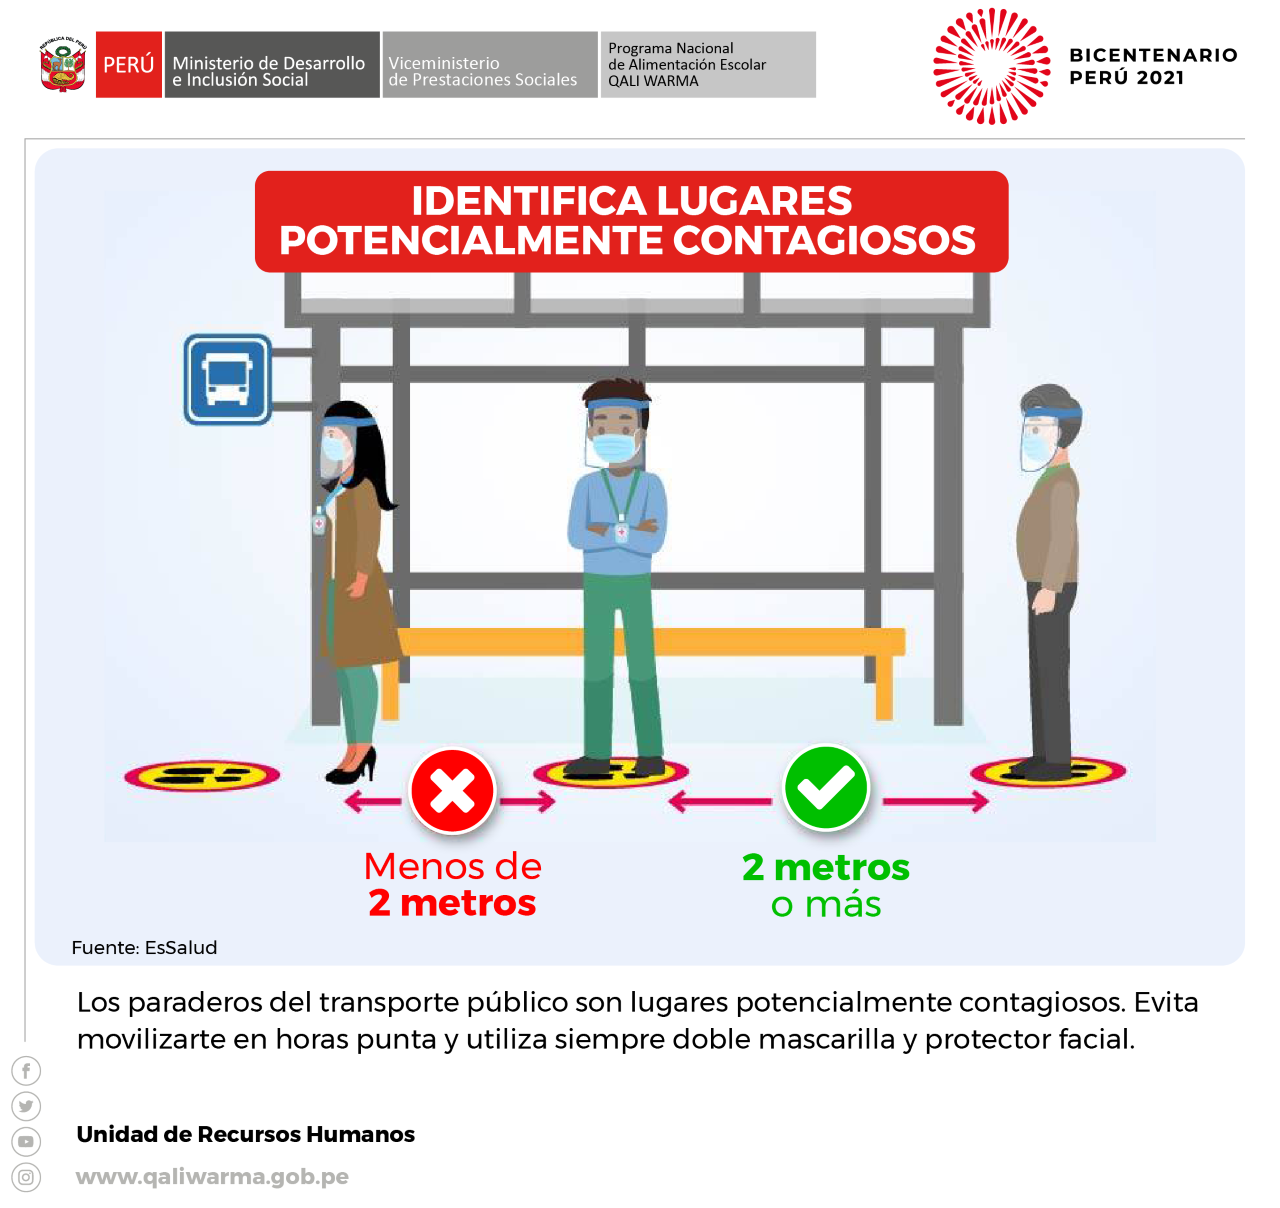 REPÚBLICA DEL PERÚ
PERÚ
Ministerio de Desarrollo
e Inclusión Social
Viceministerio
de Prestaciones Sociales
Programa Nacional
de Alimentación Escolar
QALI WARMA
BICENTENARIO
PERÚ 2021
IDENTIFICA LUGARES
POTENCIALMENTE CONTAGIOSOS
Menos de
2 metros
2 metros
o más
Fuente: EsSalud
Los paraderos del transporte público son lugares potencialmente contagiosos. Evita
movilizarte en horas punta y utiliza siempre doble mascarilla y protector facial.
Unidad de Recursos Humanos
www.qaliwarma.gob.pe